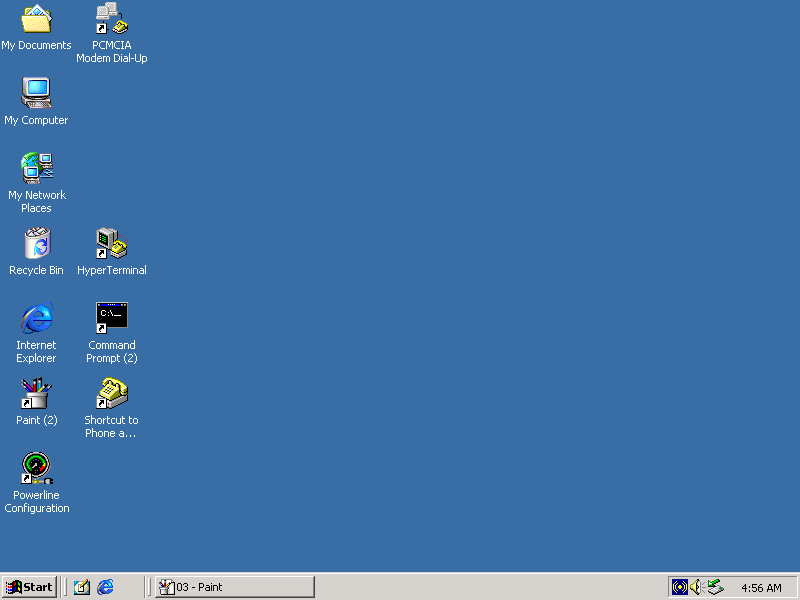 My Documents
PCMCIA
Modem Dial-Up
My Computer
My Network
Places
Recycle Bin
HyperTerminal
C:\_
Internet
Explorer
Command
Prompt (2)
Paint (2)
Shortcut to
Phone a...
Powerline
Configuration
Start
03 - Paint
4:56 AM